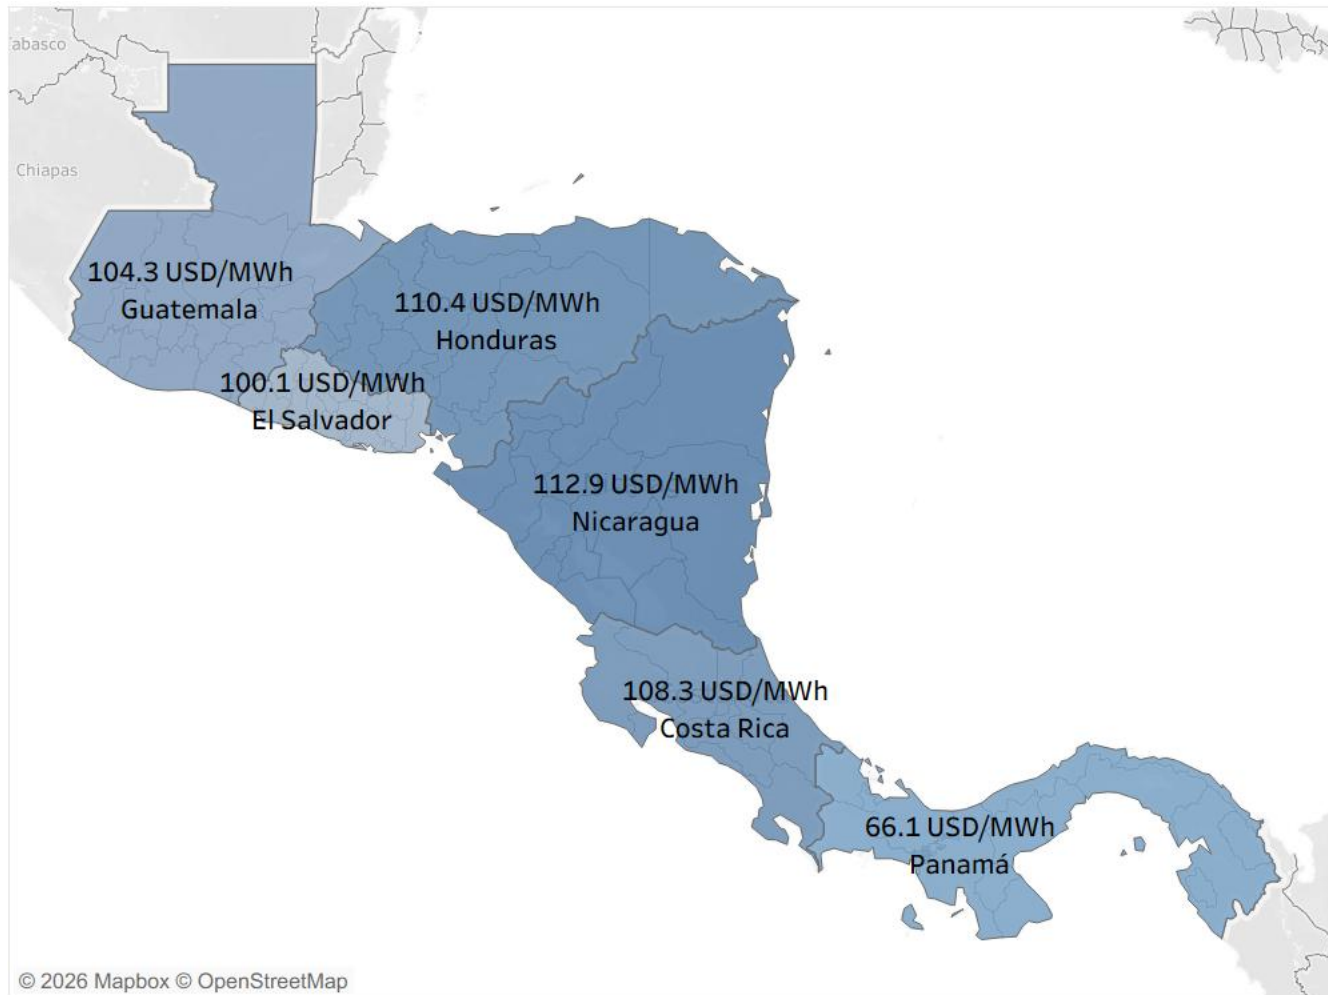 abasco
Chiapas
104.3 USD/MWh
Guatemala
110.4 USD/MWh
Honduras
100.1 USD/MWh
El Salvador
112.9 USD/MWh
Nicaragua
108.3 USD/MWh
Costa Rica
66.1 USD/MWh
Panamá
© 2026 Mapbox © OpenStreetMap